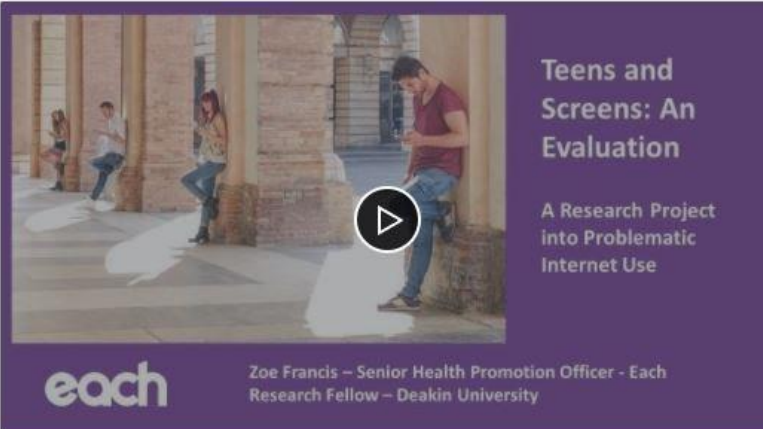 Teens and
Screens: An
Evaluation
A Research Project
into Problematic
Internet Use
each
Zoe Francis – Senior Health Promotion Officer - Each
Research Fellow – Deakin University